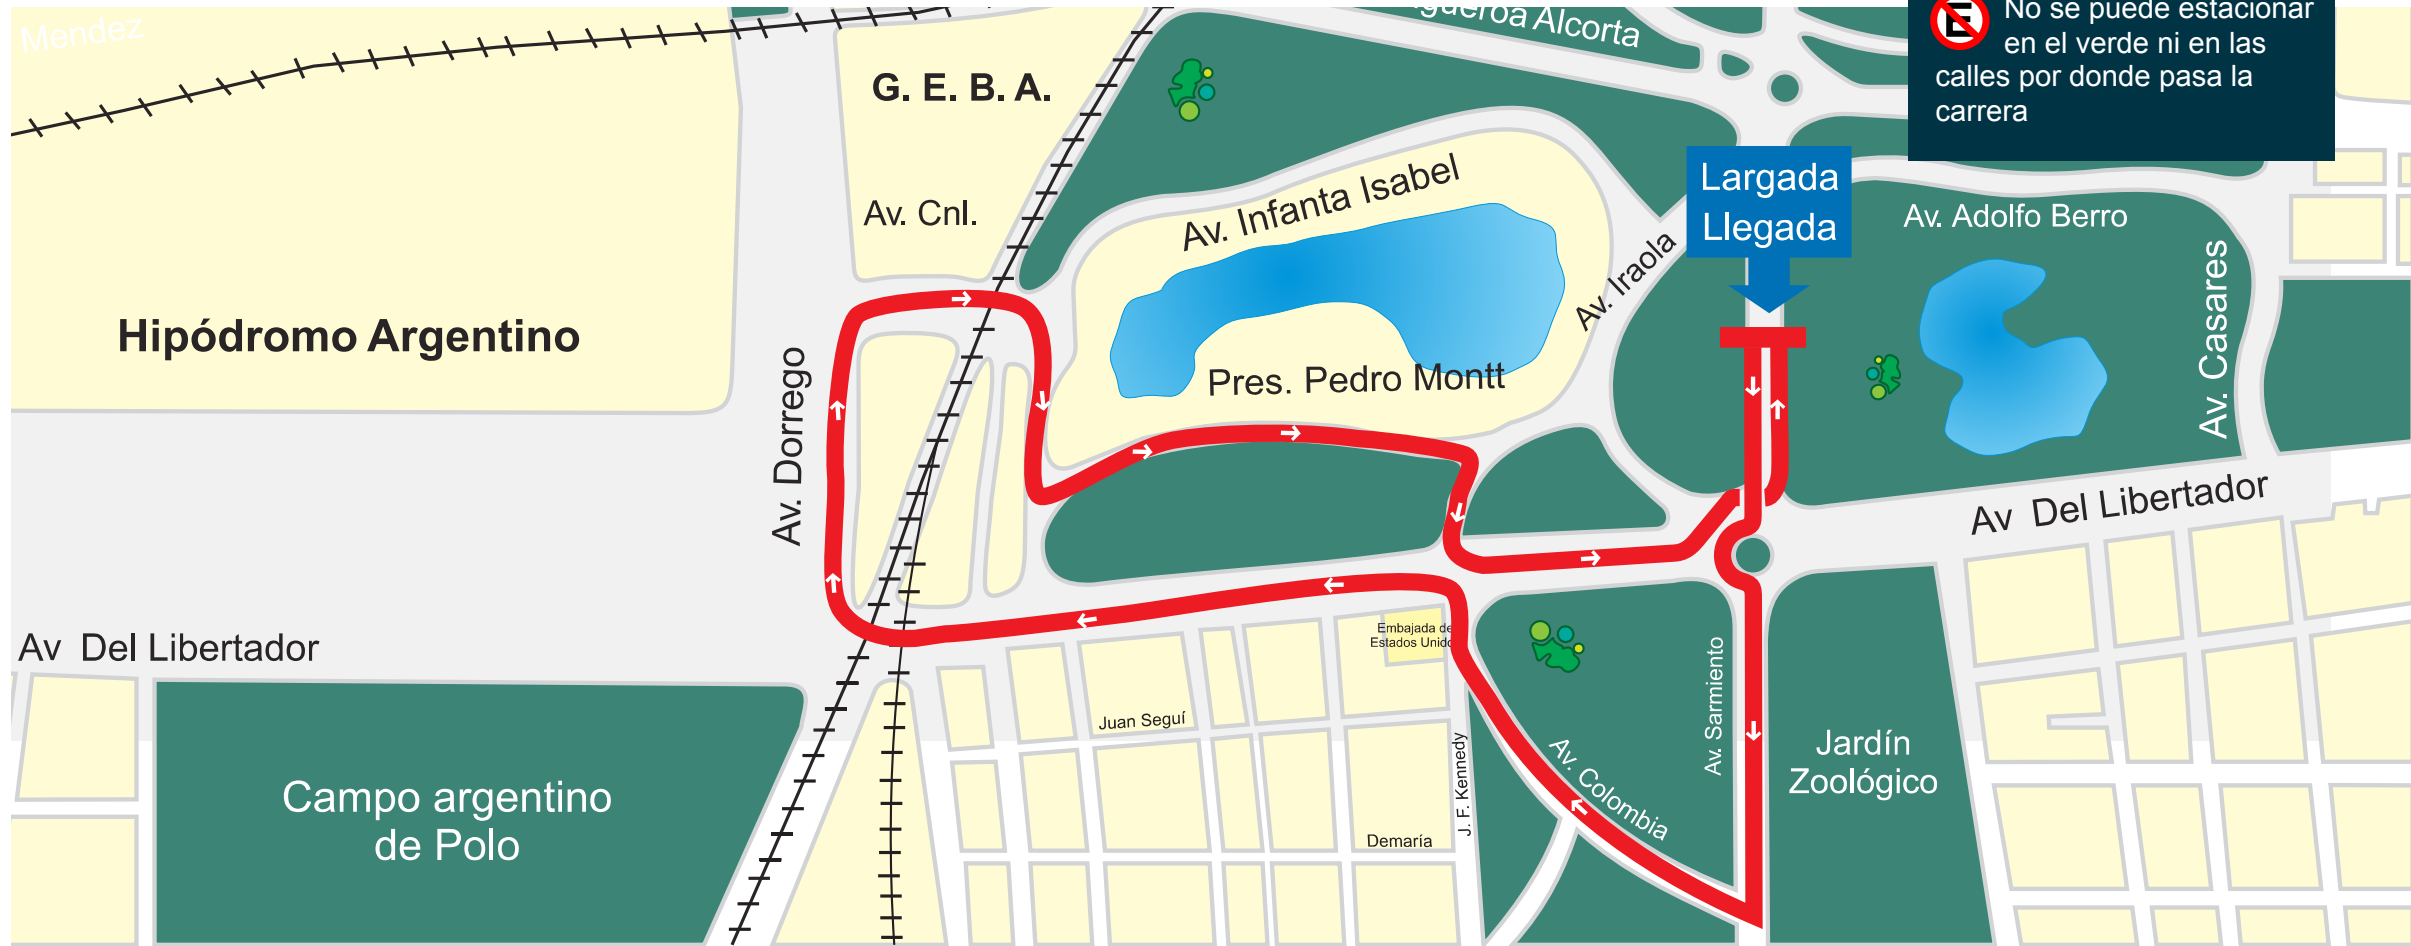 Mendez
G. E. B. A.
Av. Cnl.
Alcorta
E
No se puede estacionar
en el verde ni en las
calles por donde pasa la
carrera
Largada
Llegada
Av. Infanta Isabel
Av. Iraola
Av. Adolfo Berro
Av. Casares
Hipódromo Argentino
Av. Dorrego
Pres. Pedro Montt
Av Del Libertador
Av Del Libertador
Embajada de
Estados
Juan Seguí
Av. Sarmiento
J. F. Kennedy
Av. Colombia
Demaría
Jardín
Zoológico
Campo argentino
de Polo